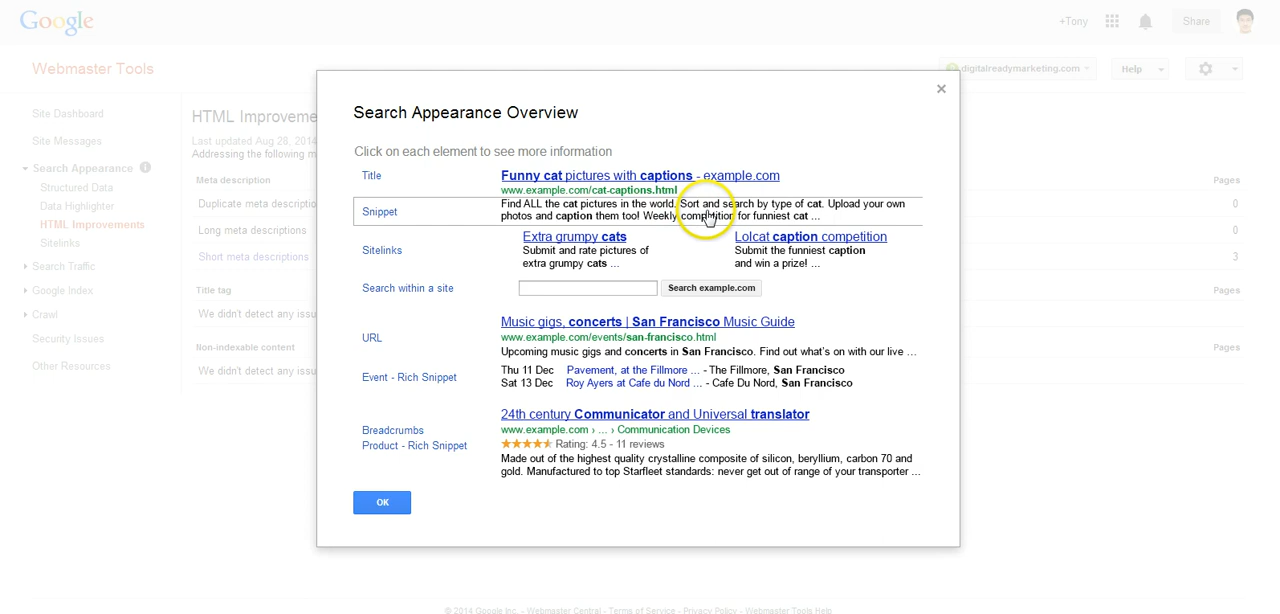 Google
+Tony
Share
Webmaster Tools
digitalreadymarketing.com
Help
Site Dashboard
Site Messages
Search Appearance
Structured Data
Data Highlighter
HTML Improvements
Sitelinks
Search Traffic
Google Index
Crawl
Security Issues
Other Resources
HTML Improveme
Last updated Aug 28, 2014
Addressing the following m
Meta description
Duplicate meta descriptio
Long meta descriptions
Short meta descriptions
Title tag
We didn't detect any issu
Non-indexable content
We didn't detect any issu
Pages
0
0
3
Pages
Pages
Search Appearance Overview
Click on each element to see more information
Title
Funny cat pictures with captions - example.com
www.example.com/cat-captions.html
Snippet
Find ALL the cat pictures in the world. Sort and search by type of cat. Upload your own
photos and caption them too! Weekly competition for funniest cat ...
Sitelinks
Extra grumpy cats
Submit and rate pictures of
extra grumpy cats ...
Lolcat caption competition
Submit the funniest caption
and win a prize! ...
Search within a site
Search example.com
Music gigs, concerts | San Francisco Music Guide
URL
www.example.com/events/san-francisco.html
Upcoming music gigs and concerts in San Francisco. Find out what's on with our live ...
Event - Rich Snippet
Thu 11 Dec Pavement, at the Fillmore ... - The Fillmore, San Francisco
Sat 13 Dec Roy Ayers at Cafe du Nord ... - Cafe Du Nord, San Francisco
24th century Communicator and Universal translator
Breadcrumbs
www.example.com › ... › Communication Devices
Product - Rich Snippet
Rating: 4.5 - 11 reviews
Made out of the highest quality crystalline composite of silicon, beryllium, carbon 70 and
gold. Manufactured to top Starfleet standards: never get out of range of your transporter ...
OK
© 2014 Google Inc. - Webmaster Central - Terms of Service - Privacy Policy - Webmaster Tools Help